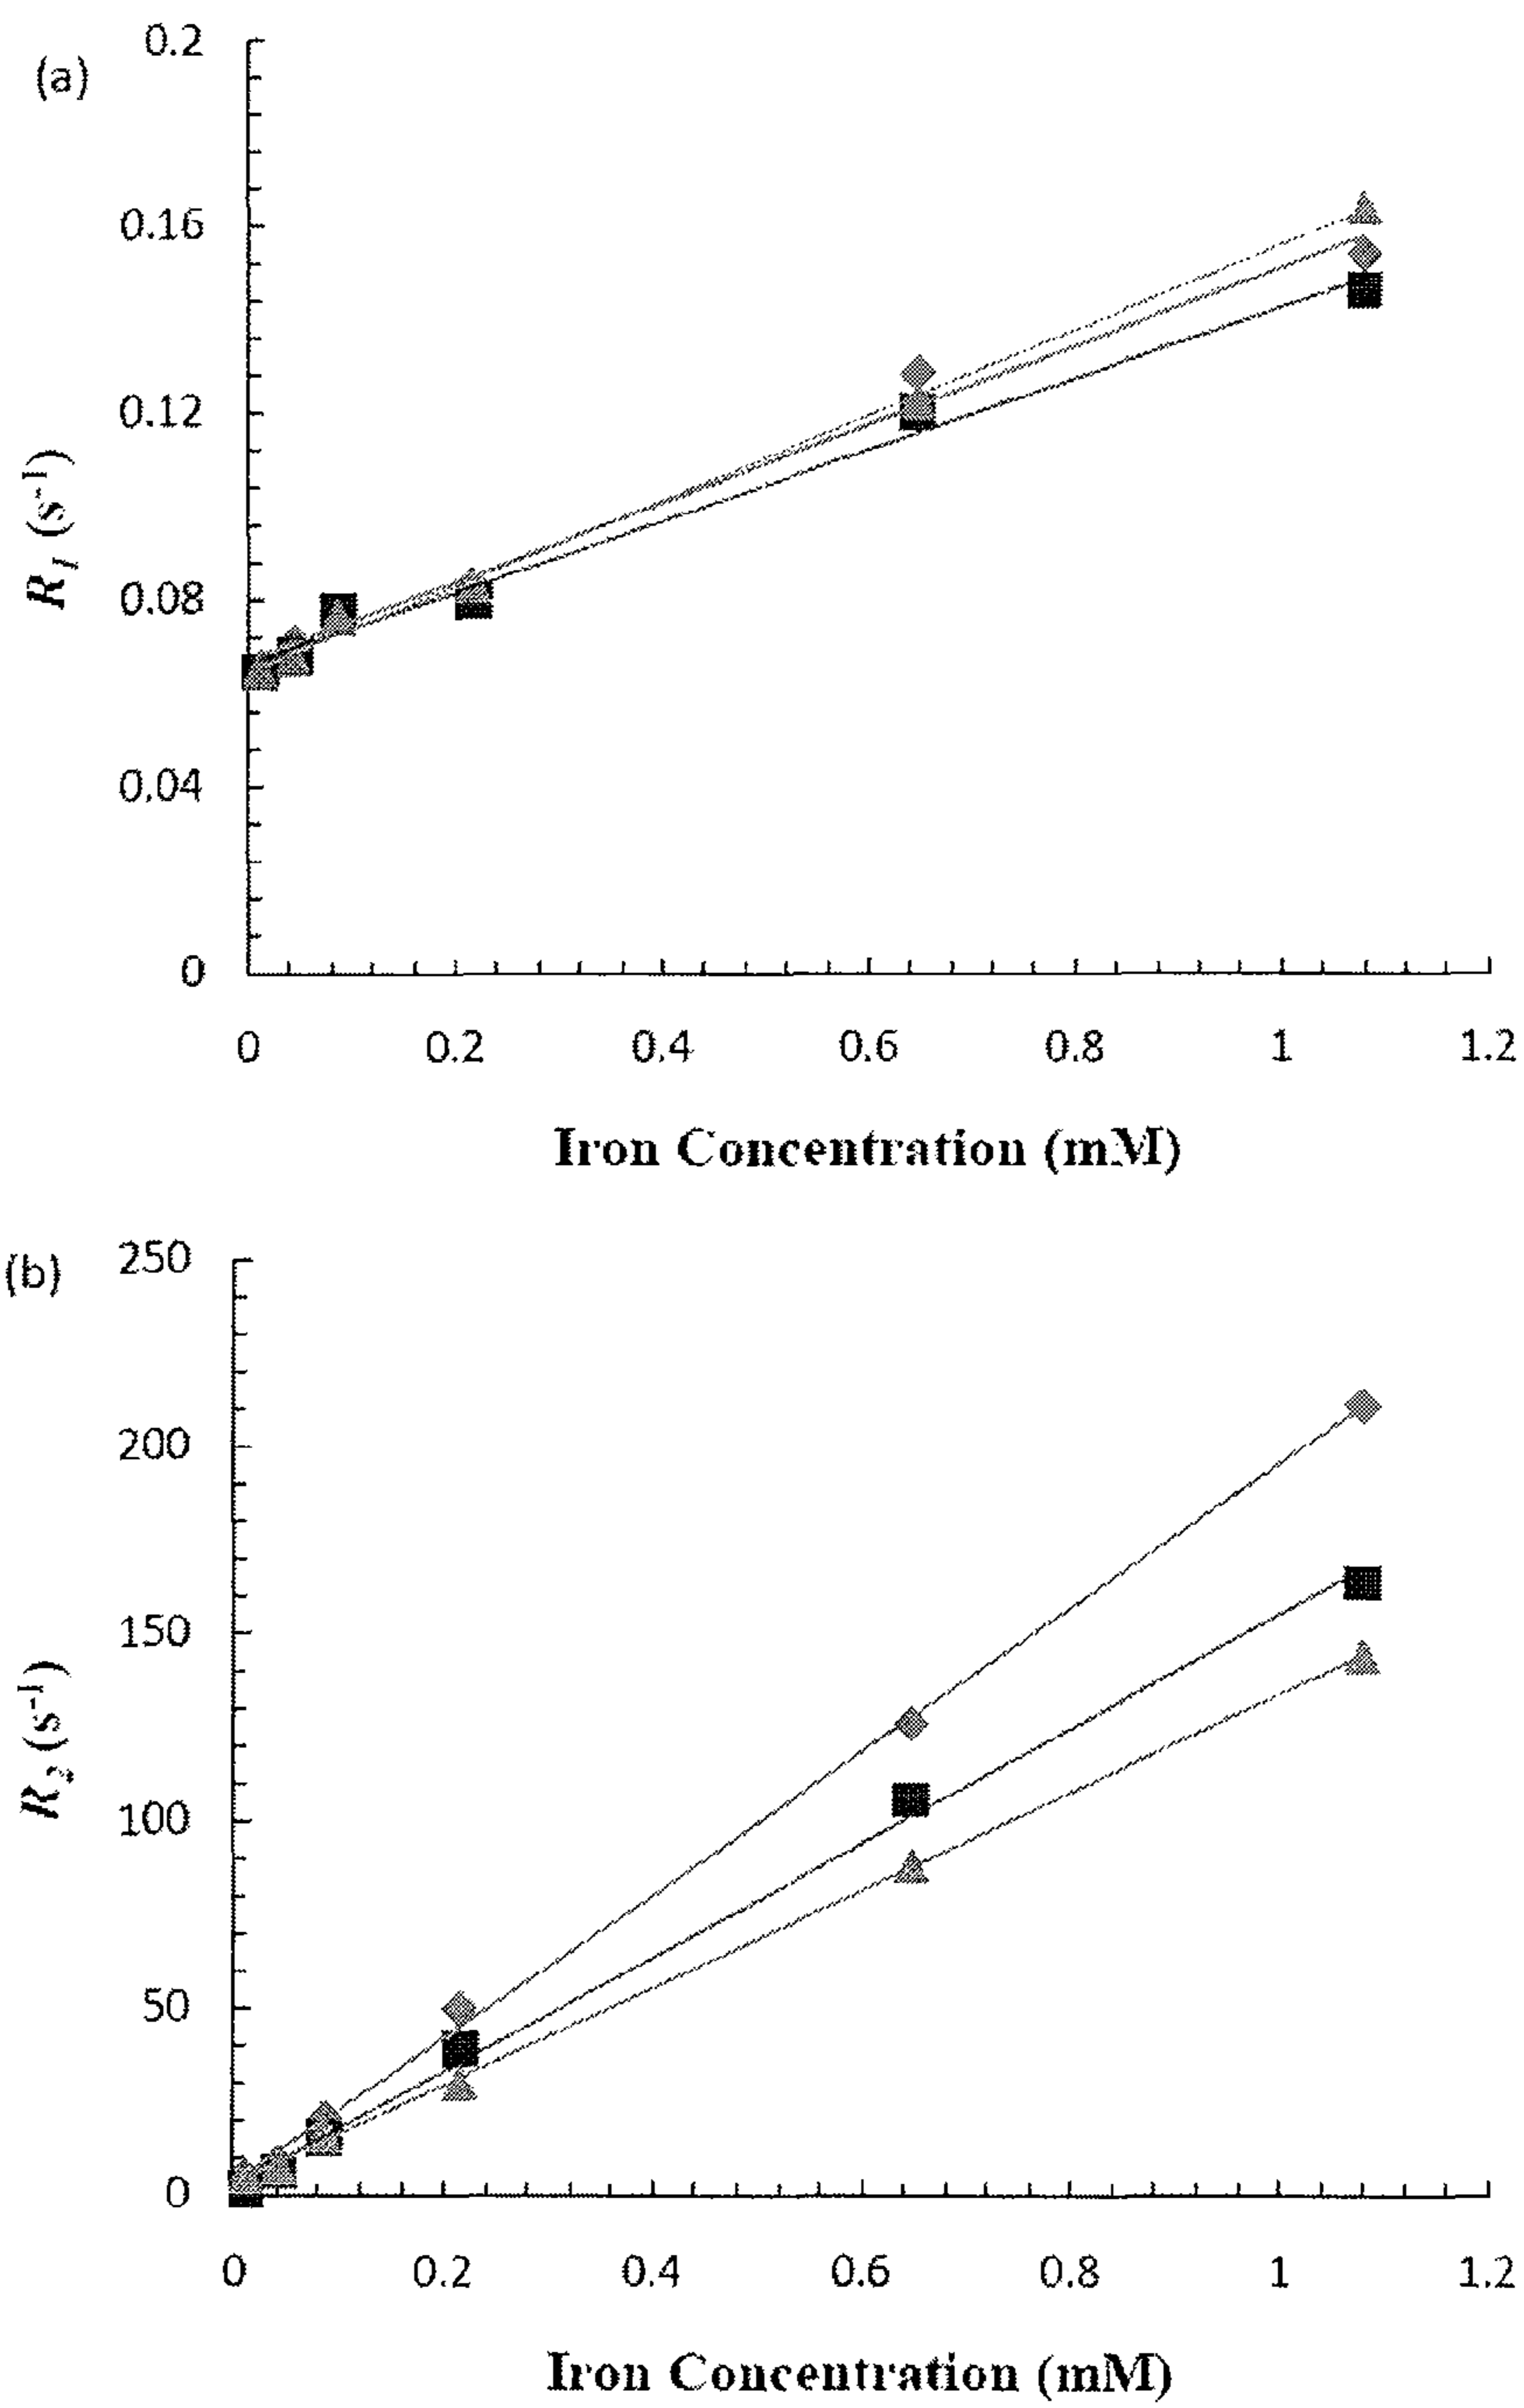 (a)
0.2
0.16
0.12
0.08
0.04
0
R₁ (s⁻¹)
0 0.2 0.4 0.6 0.8 1 1.2
Iron Concentration (mM)
(b)
250
200
150
100
50
0
R₂ (s⁻¹)
0 0.2 0.4 0.6 0.8 1 1.2
Iron Concentration (mM)